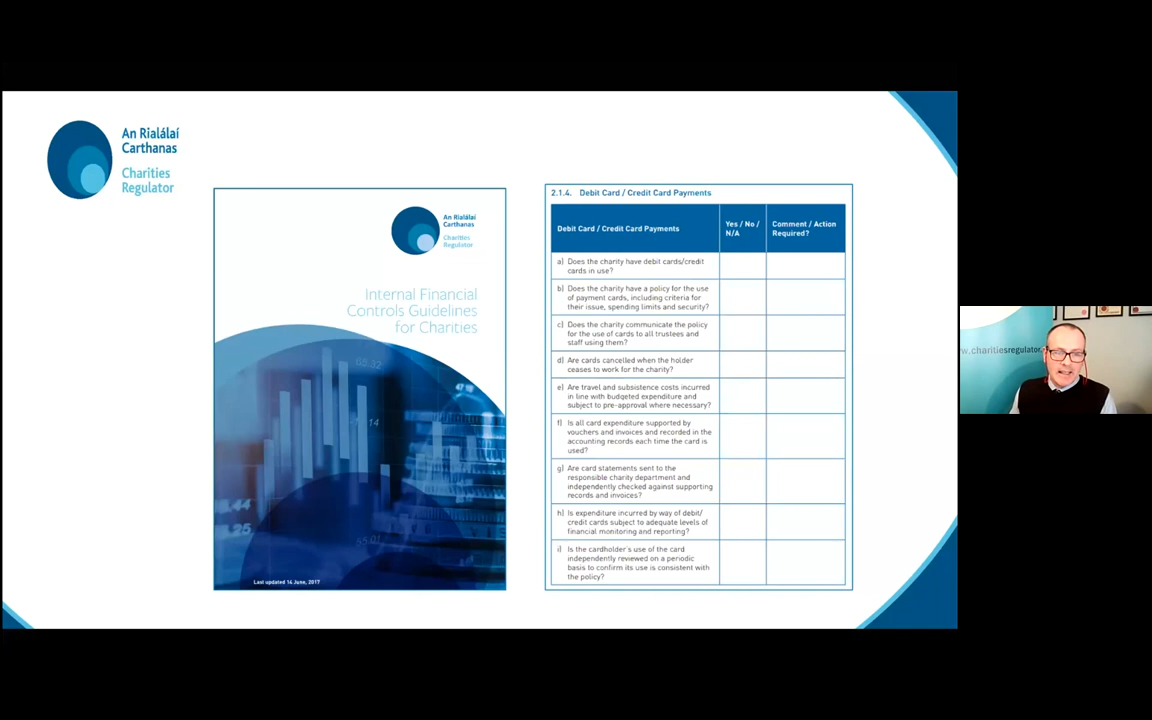 An Rialálaí
Carthanas
Charities
Regulator
An Rialálaí
Carthanas
Charities
Regulator
Internal Financial
Controls Guidelines
for Charities
65.32
14
.44
.25
55.01
Last updated 14 June, 2017
2.1.4. Debit Card / Credit Card Payments
Debit Card / Credit Card Payments
Yes / No /
N/A
Comment / Action
Required?
a) Does the charity have debit cards/credit
cards in use?
b) Does the charity have a policy for the use
of payment cards, including criteria for
their issue, spending limits and security?
c) Does the charity communicate the policy
for the use of cards to all trustees and
staff using them?
d) Are cards cancelled when the holder
ceases to work for the charity?
e) Are travel and subsistence costs incurred
in line with budgeted expenditure and
subject to pre-approval where necessary?
f) Is all card expenditure supported by
vouchers and invoices and recorded in the
accounting records each time the card is
used?
g) Are card statements sent to the
responsible charity department and
independently checked against supporting
records and invoices?
h) Is expenditure incurred by way of debit/
credit cards subject to adequate levels of
financial monitoring and reporting?
i) Is the cardholder's use of the card
independently reviewed on a periodic
basis to confirm its use is consistent with
the policy?
www.charitiesregulator.